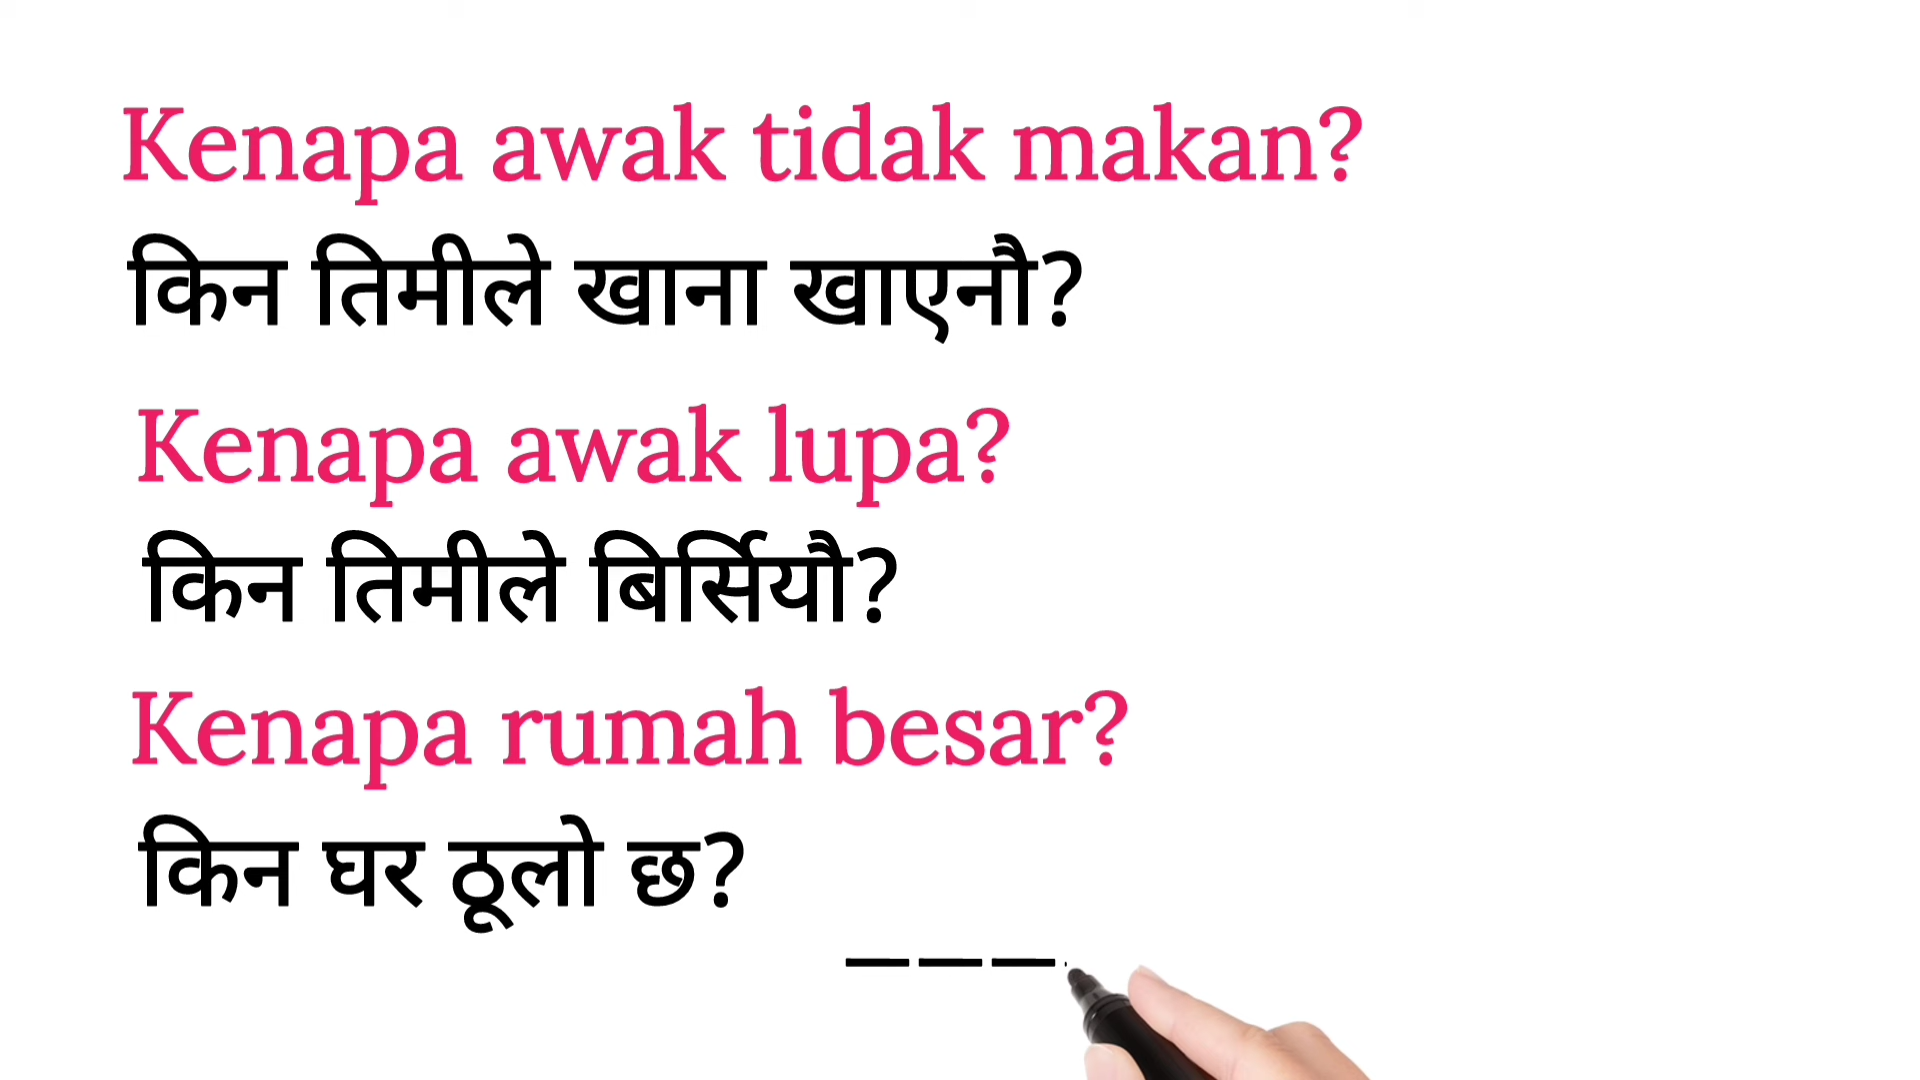 Kenapa awak tidak makan?
किन तिमीले खाना खाएनौ?
Kenapa awak lupa?
किन तिमीले बिर्सियौ?
Kenapa rumah besar?
किन घर ठूलो छ?